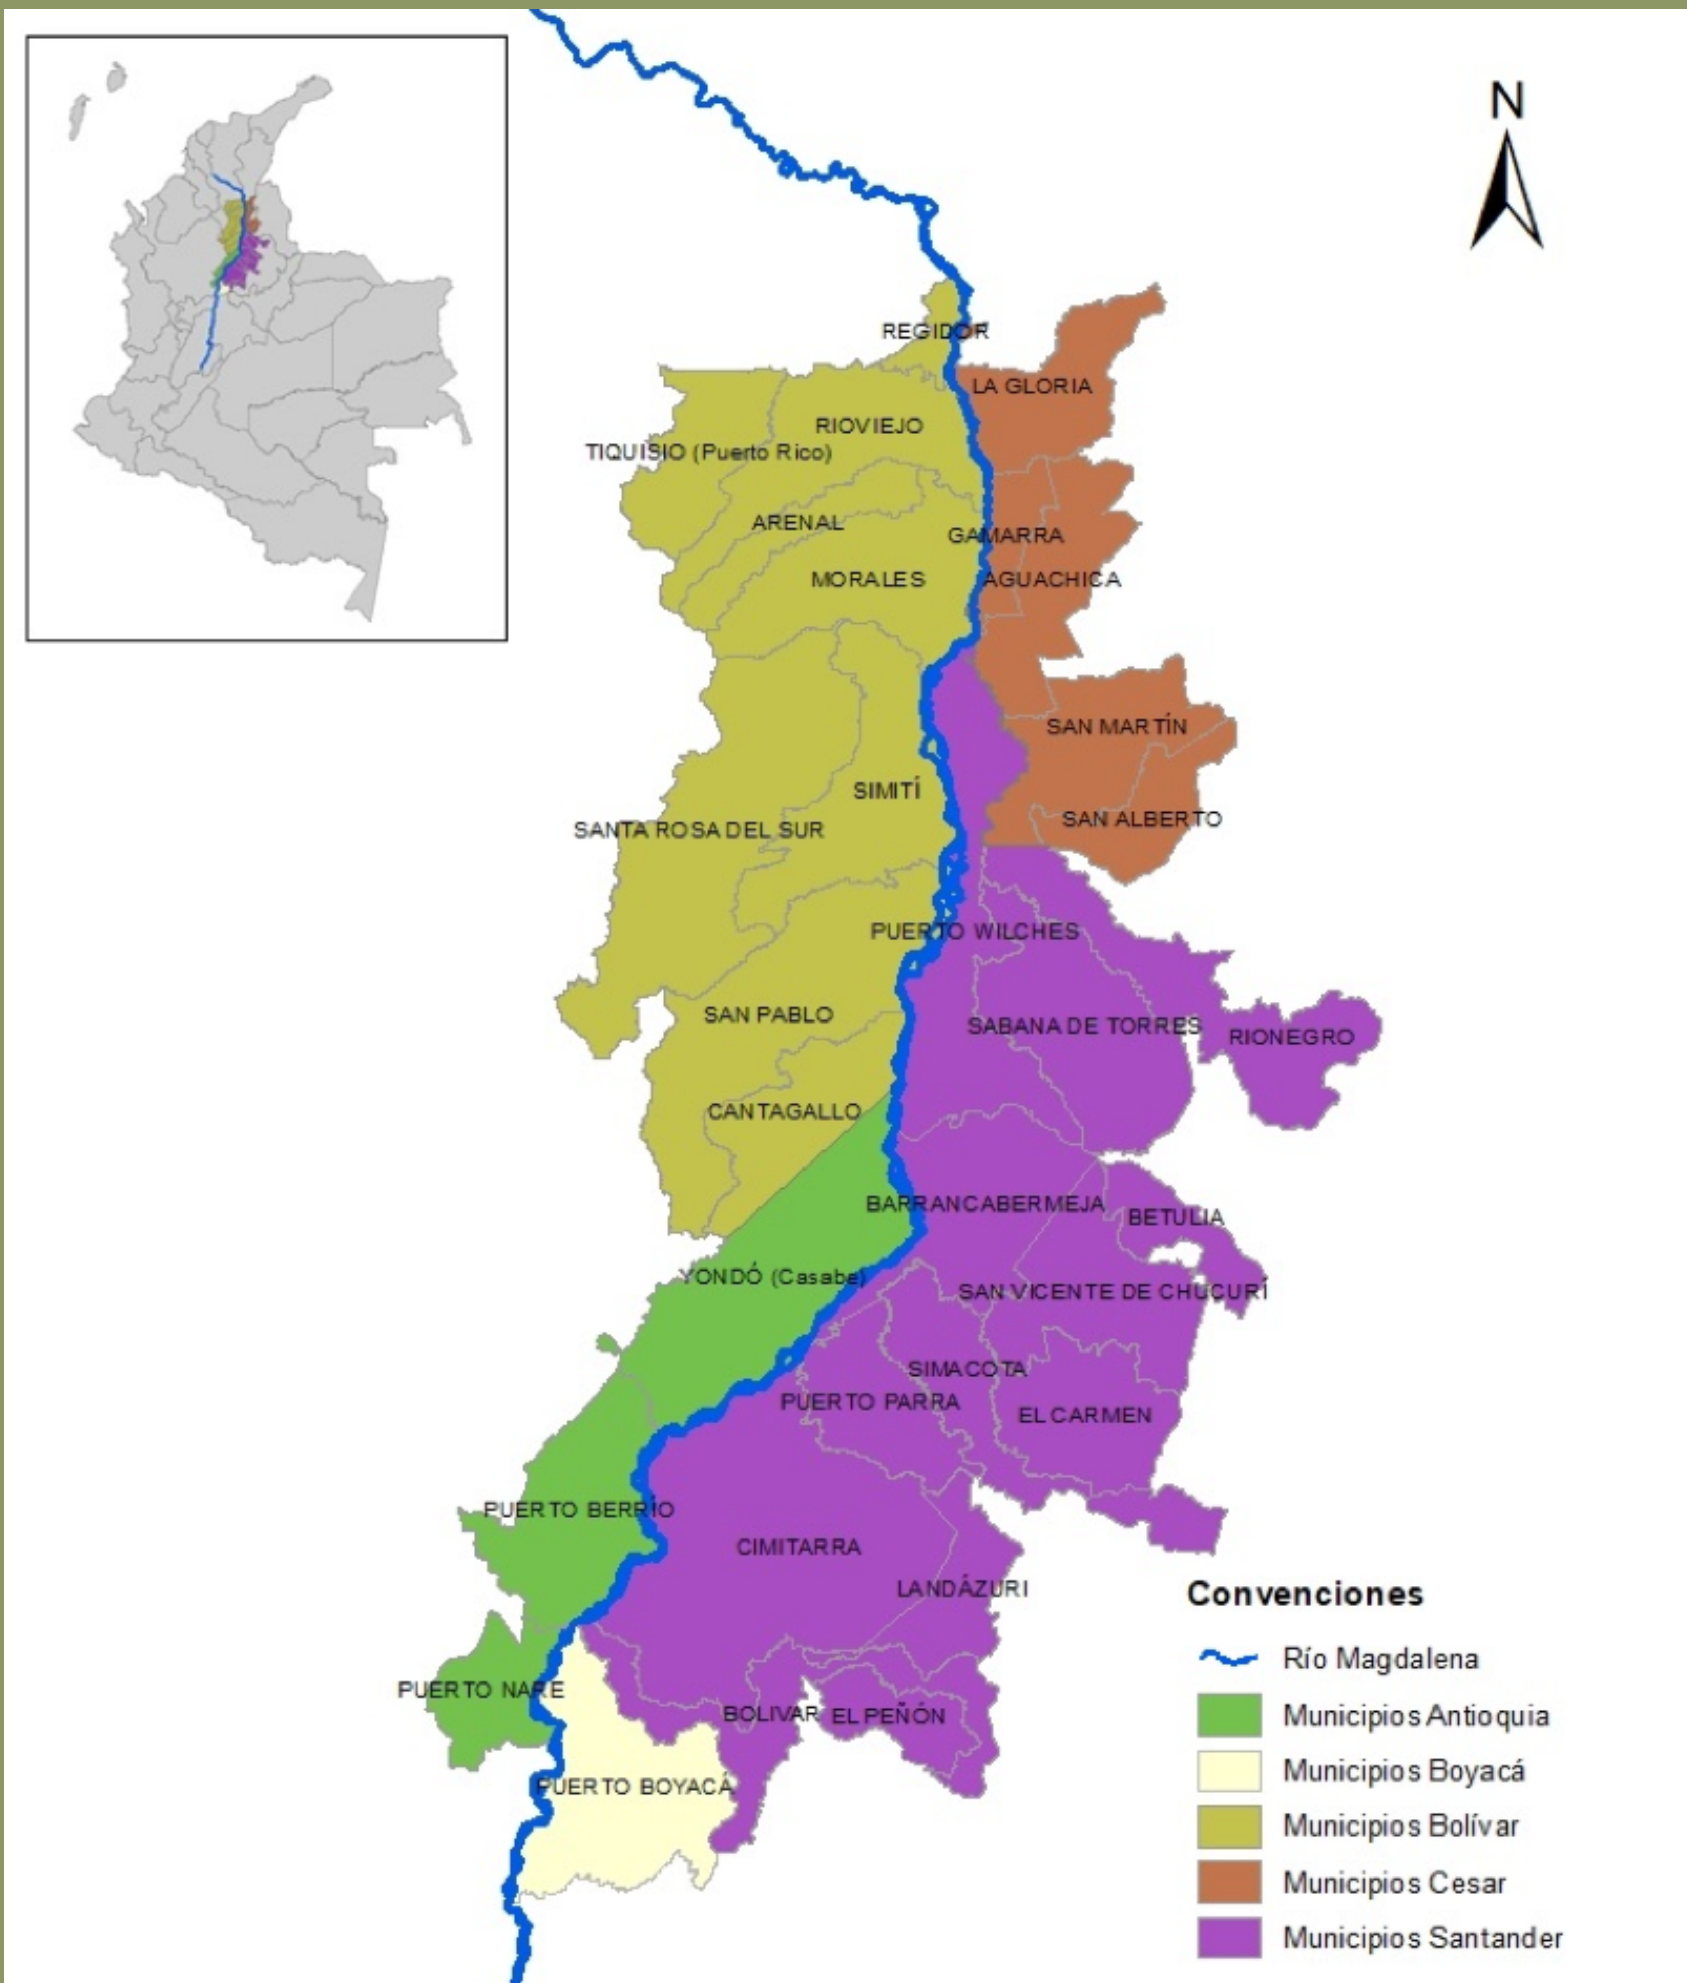 N
REGIDOR
LA GLORIA
RIOVIEJO
TIQUISIO (Puerto Rico)
ARENAL
GAMARRA
MORALES
AGUACHICA
SAN MARTÍN
SIMITÍ
SAN ALBERTO
SANTA ROSA DEL SUR
PUERTO WILCHES
SAN PABLO
SABANA DE TORRES
RIONEGRO
CANTAGALLO
BARRANCABERMEJA
BETULIA
YONDÓ (Casabe)
SAN VICENTE DE CHUCURÍ
SIMACOTA
PUERTO PARRA
EL CARMEN
PUERTO BERRÍO
CIMITARRA
LANDÁZURI
PUERTO NARE
BOLIVAR
EL PEÑÓN
PUERTO BOYACÁ
Convenciones
Río Magdalena
Municipios Antioquia
Municipios Boyacá
Municipios Bolívar
Municipios Cesar
Municipios Santander